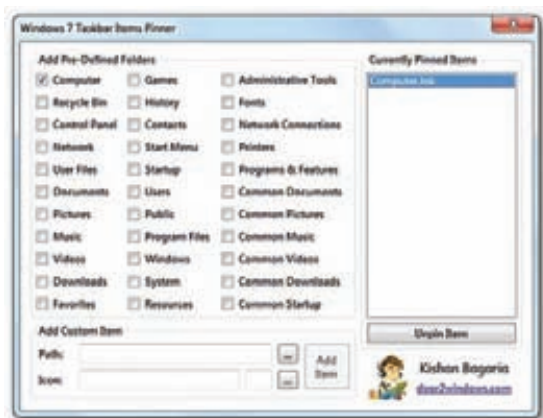 Windows 7 Taskbar Items Pinner
Add Pre-Defined Folders
Computer
Games
Administrative Tools
Recycle Bin
History
Fonts
Control Panel
Contacts
Network Connections
Network
Start Menu
Printers
User Files
Startup
Programs & Features
Documents
Users
Common Documents
Pictures
Public
Common Pictures
Music
Program Files
Common Music
Videos
Windows
Common Videos
Downloads
System
Common Downloads
Favorites
Resources
Common Startup
Currently Pinned Items
Computer.lnk
Unpin Item
Add Custom Item
Path:
...
Add
Item
Icon:
...
Kishan Bagaria
door2windows.com